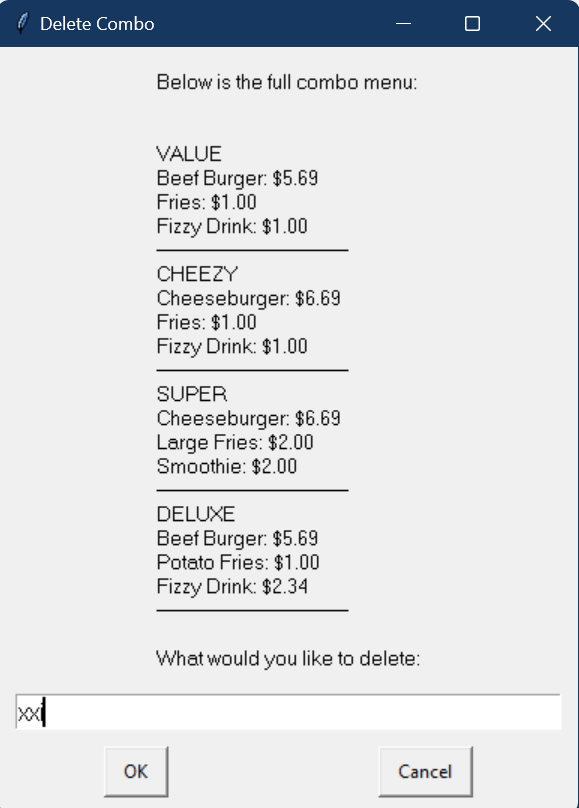 Delete Combo
Below is the full combo menu:
VALUE
Beef Burger: $5.69
Fries: $1.00
Fizzy Drink: $1.00
CHEEZY
Cheeseburger: $6.69
Fries: $1.00
Fizzy Drink: $1.00
SUPER
Cheeseburger: $6.69
Large Fries: $2.00
Smoothie: $2.00
DELUXE
Beef Burger: $5.69
Potato Fries: $1.00
Fizzy Drink: $2.34
What would you like to delete:
OK
Cancel